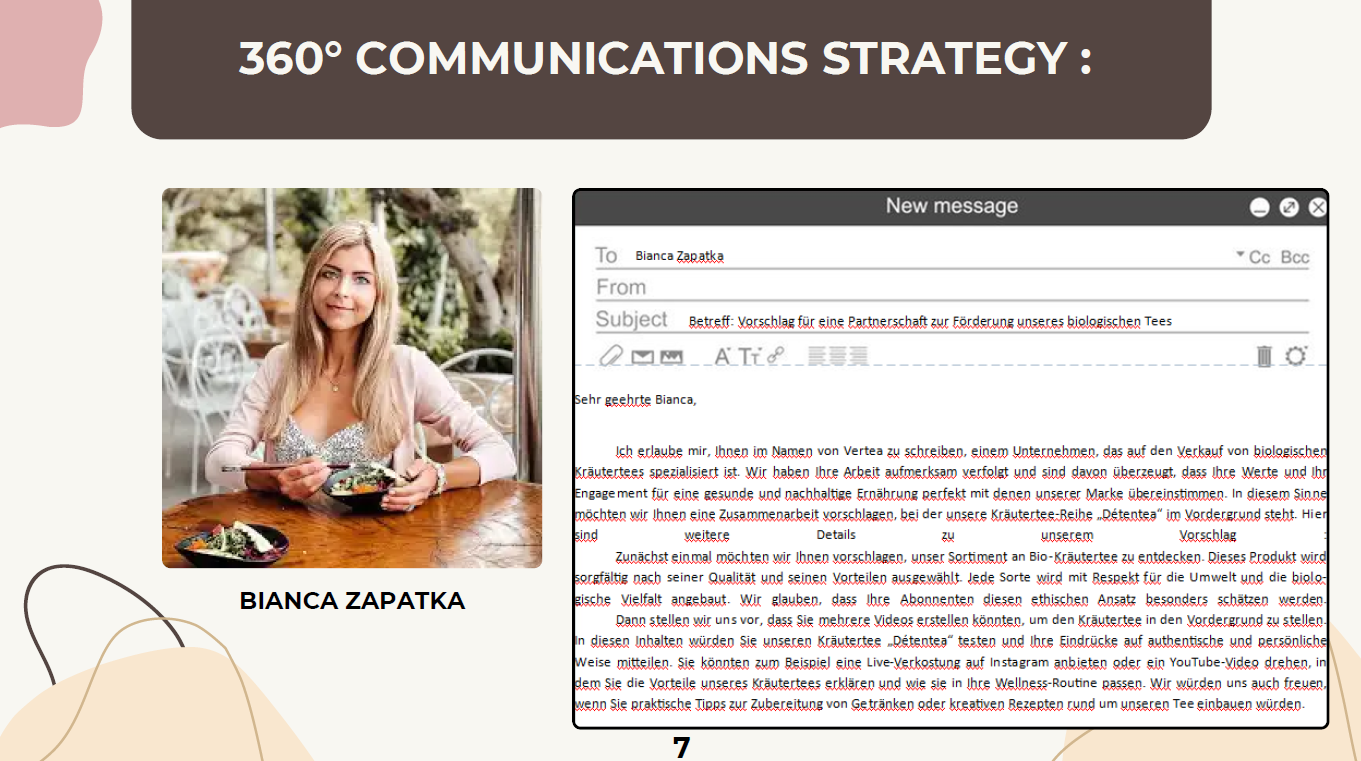 360° COMMUNICATIONS STRATEGY :
BIANCA ZAPATKA
New message
To Bianca Zapatka Cc Bcc
From
Subject Betreff: Vorschlag für eine Partnerschaft zur Förderung unseres biologischen Tees
Sehr geehrte Bianca,
Ich erlaube mir, Ihnen im Namen von Vertea zu schreiben, einem Unternehmen, das auf den Verkauf von biologischen
Kräutertees spezialisiert ist. Wir haben Ihre Arbeit aufmerksam verfolgt und sind davon überzeugt, dass Ihre Werte und Ihr
Engagement für eine gesunde und nachhaltige Ernährung perfekt mit denen unserer Marke übereinstimmen. In diesem Sinne
möchten wir Ihnen eine Zusammenarbeit vorschlagen, bei der unsere Kräutertee-Reihe „Détentea“ im Vordergrund steht. Hier
sind weitere Details zu unserem Vorschlag :
Zunächst einmal möchten wir Ihnen vorschlagen, unser Sortiment an Bio-Kräutertee zu entdecken. Dieses Produkt wird
sorgfältig nach seiner Qualität und seinen Vorteilen ausgewählt. Jede Sorte wird mit Respekt für die Umwelt und die biolo-
gische Vielfalt angebaut. Wir glauben, dass Ihre Abonnenten diesen ethischen Ansatz besonders schätzen werden.
Dann stellen wir uns vor, dass Sie mehrere Videos erstellen könnten, um den Kräutertee in den Vordergrund zu stellen.
In diesen Inhalten würden Sie unseren Kräutertee „Détentea“ testen und Ihre Eindrücke auf authentische und persönliche
Weise mitteilen. Sie könnten zum Beispiel eine Live-Verkostung auf Instagram anbieten oder ein YouTube-Video drehen, in
dem Sie die Vorteile unseres Kräutertees erklären und wie sie in Ihre Wellness-Routine passen. Wir würden uns auch freuen,
wenn Sie praktische Tipps zur Zubereitung von Getränken oder kreativen Rezepten rund um unseren Tee einbauen würden.
7